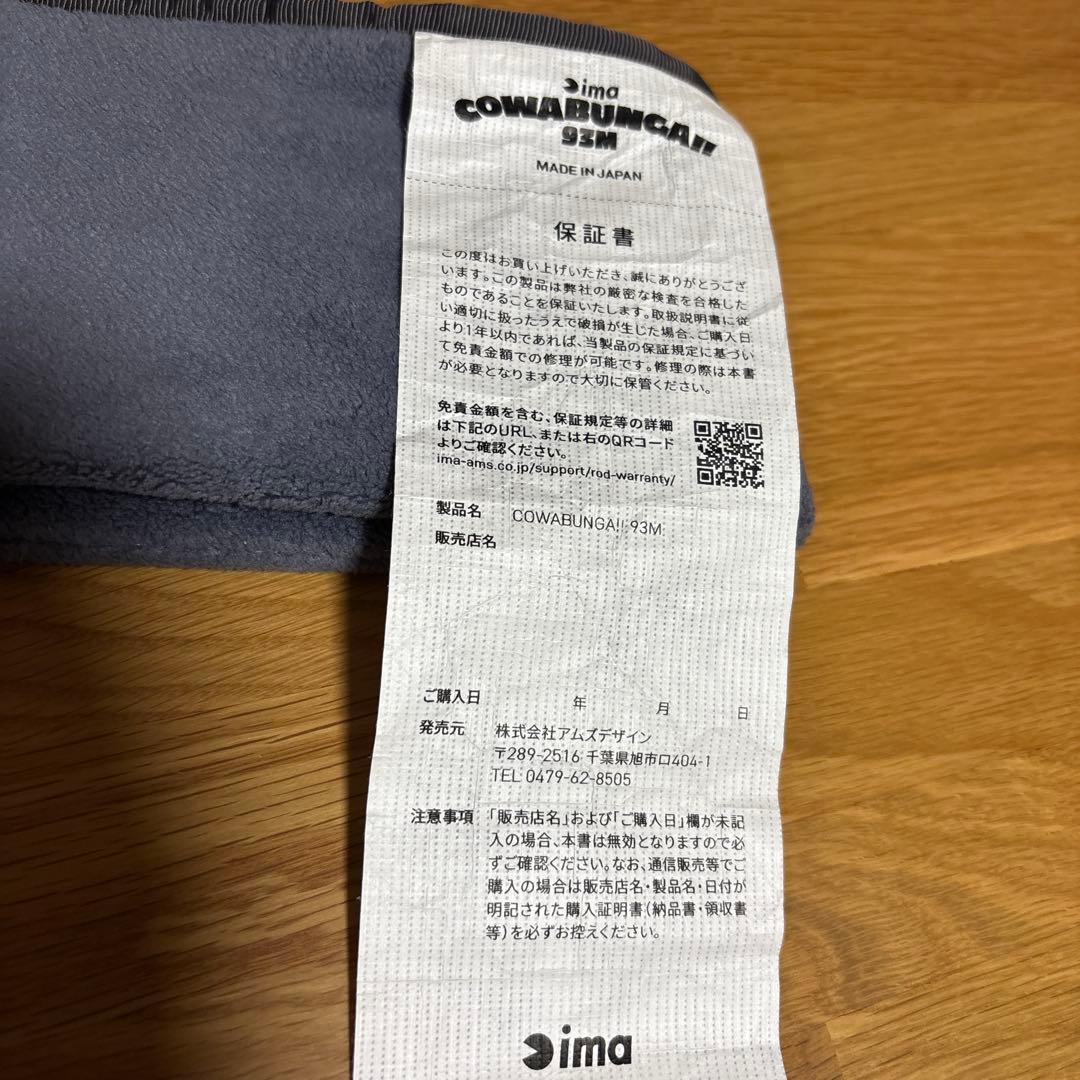 ima
COWABUNGA!!
93M
MADE IN JAPAN
保証書
この度はお買い上げいただき、誠にありがとうござ
います。この製品は弊社の厳密な検査を合格した
ものであることを保証いたします。取扱説明書に従
い適切に扱ったうえで破損が生じた場合、ご購入日
より1年以内であれば、当製品の保証規定に基づい
て免責金額での修理が可能です。修理の際は本書
が必要となりますので大切に保管ください。
免責金額を含む、保証規定等の詳細
は下記のURL、または右のQRコード
よりご確認ください。
ima-ams.co.jp/support/rod-warranty/
製品名 COWABUNGA!! 93M
販売店名
ご購入日 年 月 日
発売元 株式会社アムズデザイン
〒289-2516 千葉県旭市ロ404-1
TEL 0479-62-8505
注意事項 「販売店名」および「ご購入日」欄が未記
入の場合、本書は無効となりますので必
ずご確認ください。なお、通信販売等でご
購入の場合は販売店名・製品名・日付が
明記された購入証明書(納品書・領収書
等)を必ずお控えください。
ima